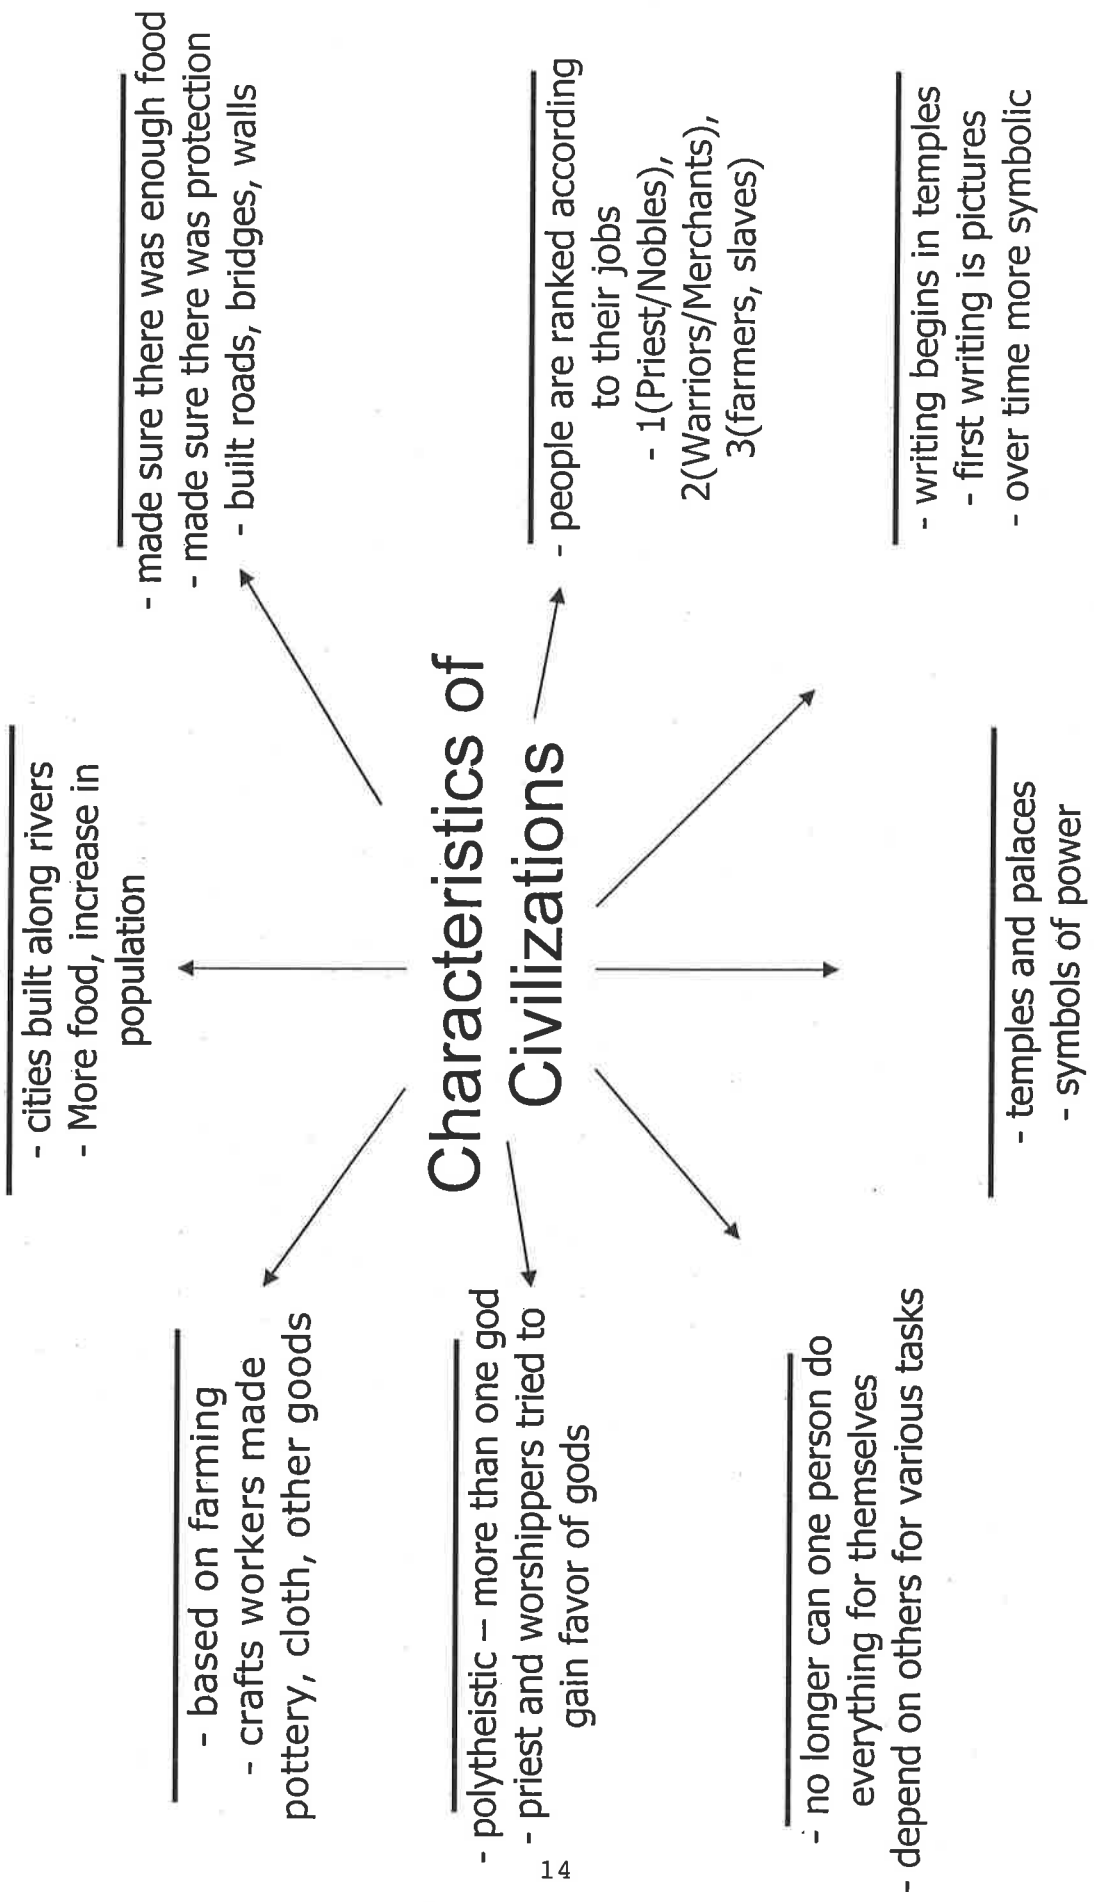 - cities built along rivers
- More food, increase in
population
- based on farming
- crafts workers made
pottery, cloth, other goods
- made sure there was enough food
- made sure there was protection
- built roads, bridges, walls
Characteristics of
Civilizations
- polytheistic – more than one god
- priest and worshippers tried to
gain favor of gods
- people are ranked according
to their jobs
- 1(Priest/Nobles),
2(Warriors/Merchants),
3(farmers, slaves)
- no longer can one person do
everything for themselves
- depend on others for various tasks
- temples and palaces
- symbols of power
- writing begins in temples
- first writing is pictures
- over time more symbolic
14